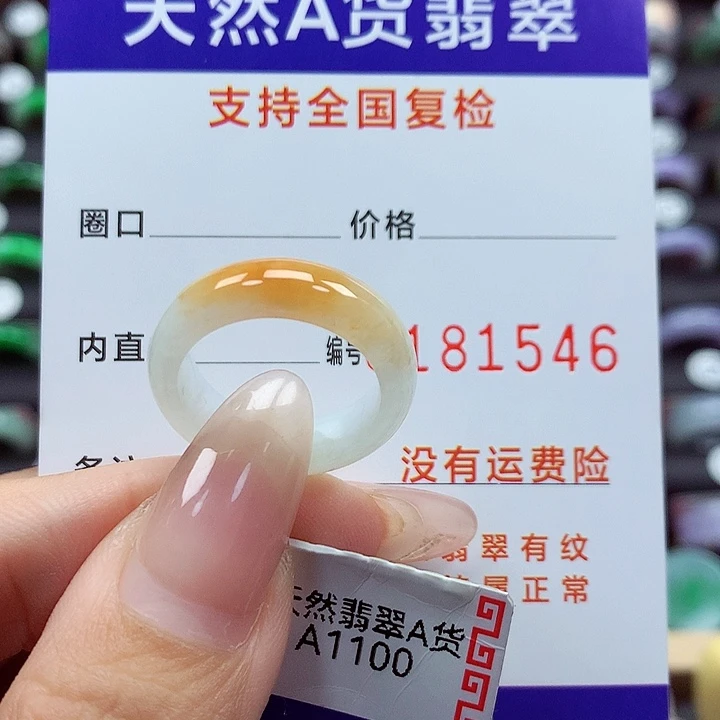 天然A货翡翠
支持全国复检
圈口 价格
内直 编号 181546
没有运费险
翡翠有纹
正常
天然翡翠A货
A1100